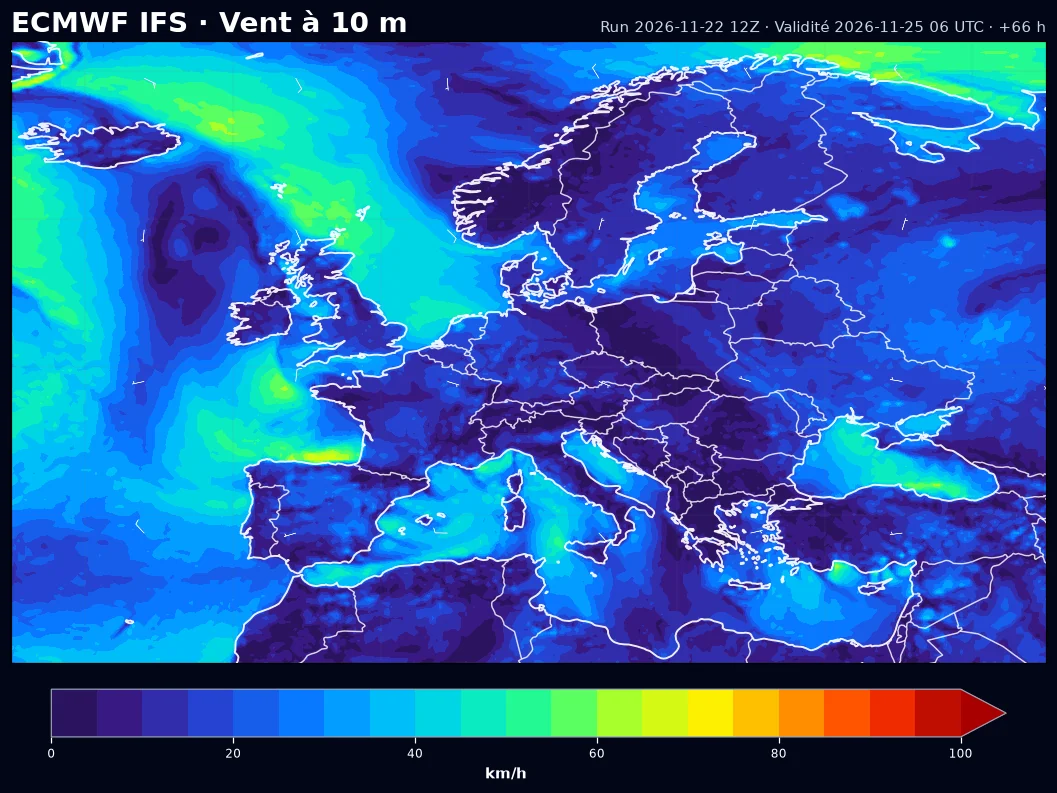 ECMWF IFS · Vent à 10 m
Run 2026-11-22 12Z · Validité 2026-11-25 06 UTC · +66 h
0 20 40 60 80 100
km/h